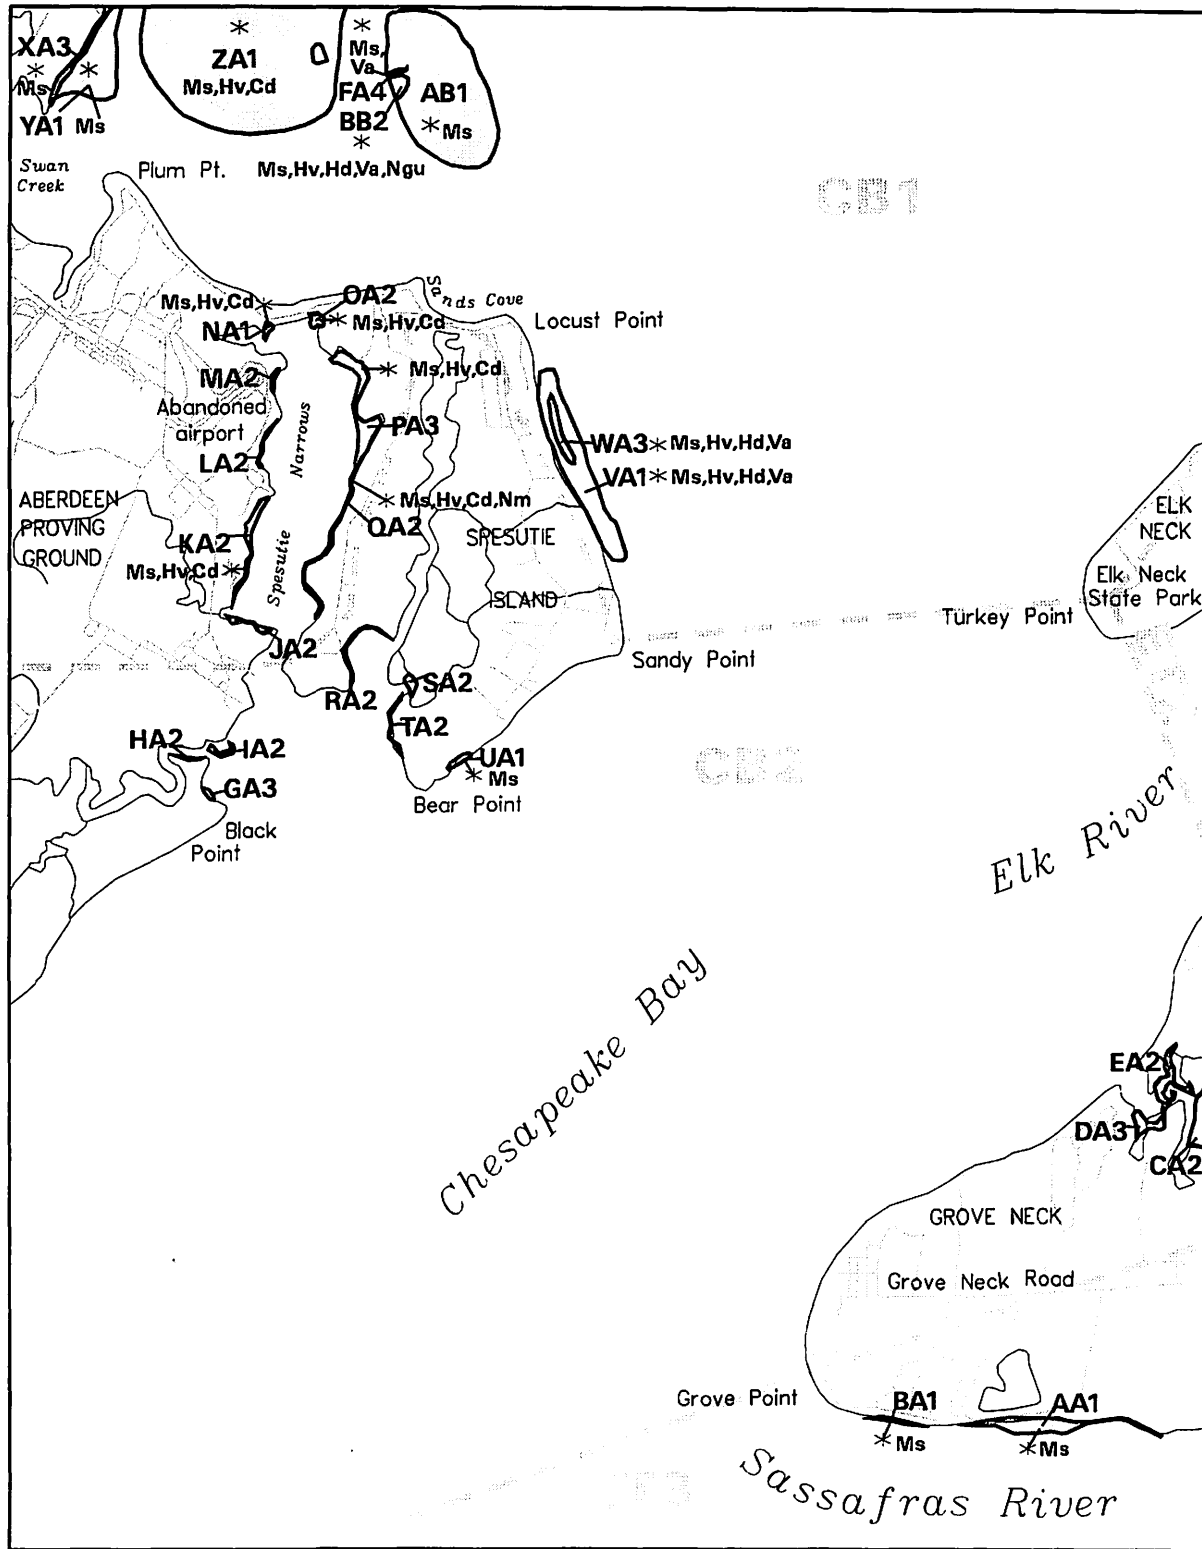 XA3
Ms
YA1
Ms
ZA1
Ms,Hv,Cd
Ms,
Va
FA4
BB2
AB1
Ms
Ms,Hv,Hd,Va,Ngu
Swan
Creek
Plum Pt.
CB1
Ms,Hv,Cd
NA1
OA2
Ms,Hv,Cd
Sands Cove
Locust Point
MA2
Ms,Hv,Cd
Abandoned
airport
Narrows
PA3
LA2
WA3
Ms,Hv,Hd,Va
VA1
Ms,Hv,Hd,Va
ABERDEEN
PROVING
GROUND
Ms,Hv,Cd,Nm
QA2
KA2
Ms,Hv,Cd
Spesutie
SPESUTIE
ISLAND
ELK
NECK
Elk Neck
State Park
Turkey Point
JA2
Sandy Point
RA2
SA2
TA2
HA2
IA2
UA1
Ms
GA3
Bear Point
CB2
Black
Point
Elk River
Chesapeake Bay
EA2
DA3
CA2
GROVE NECK
Grove Neck Road
Grove Point
BA1
Ms
AA1
Ms
Sassafras River